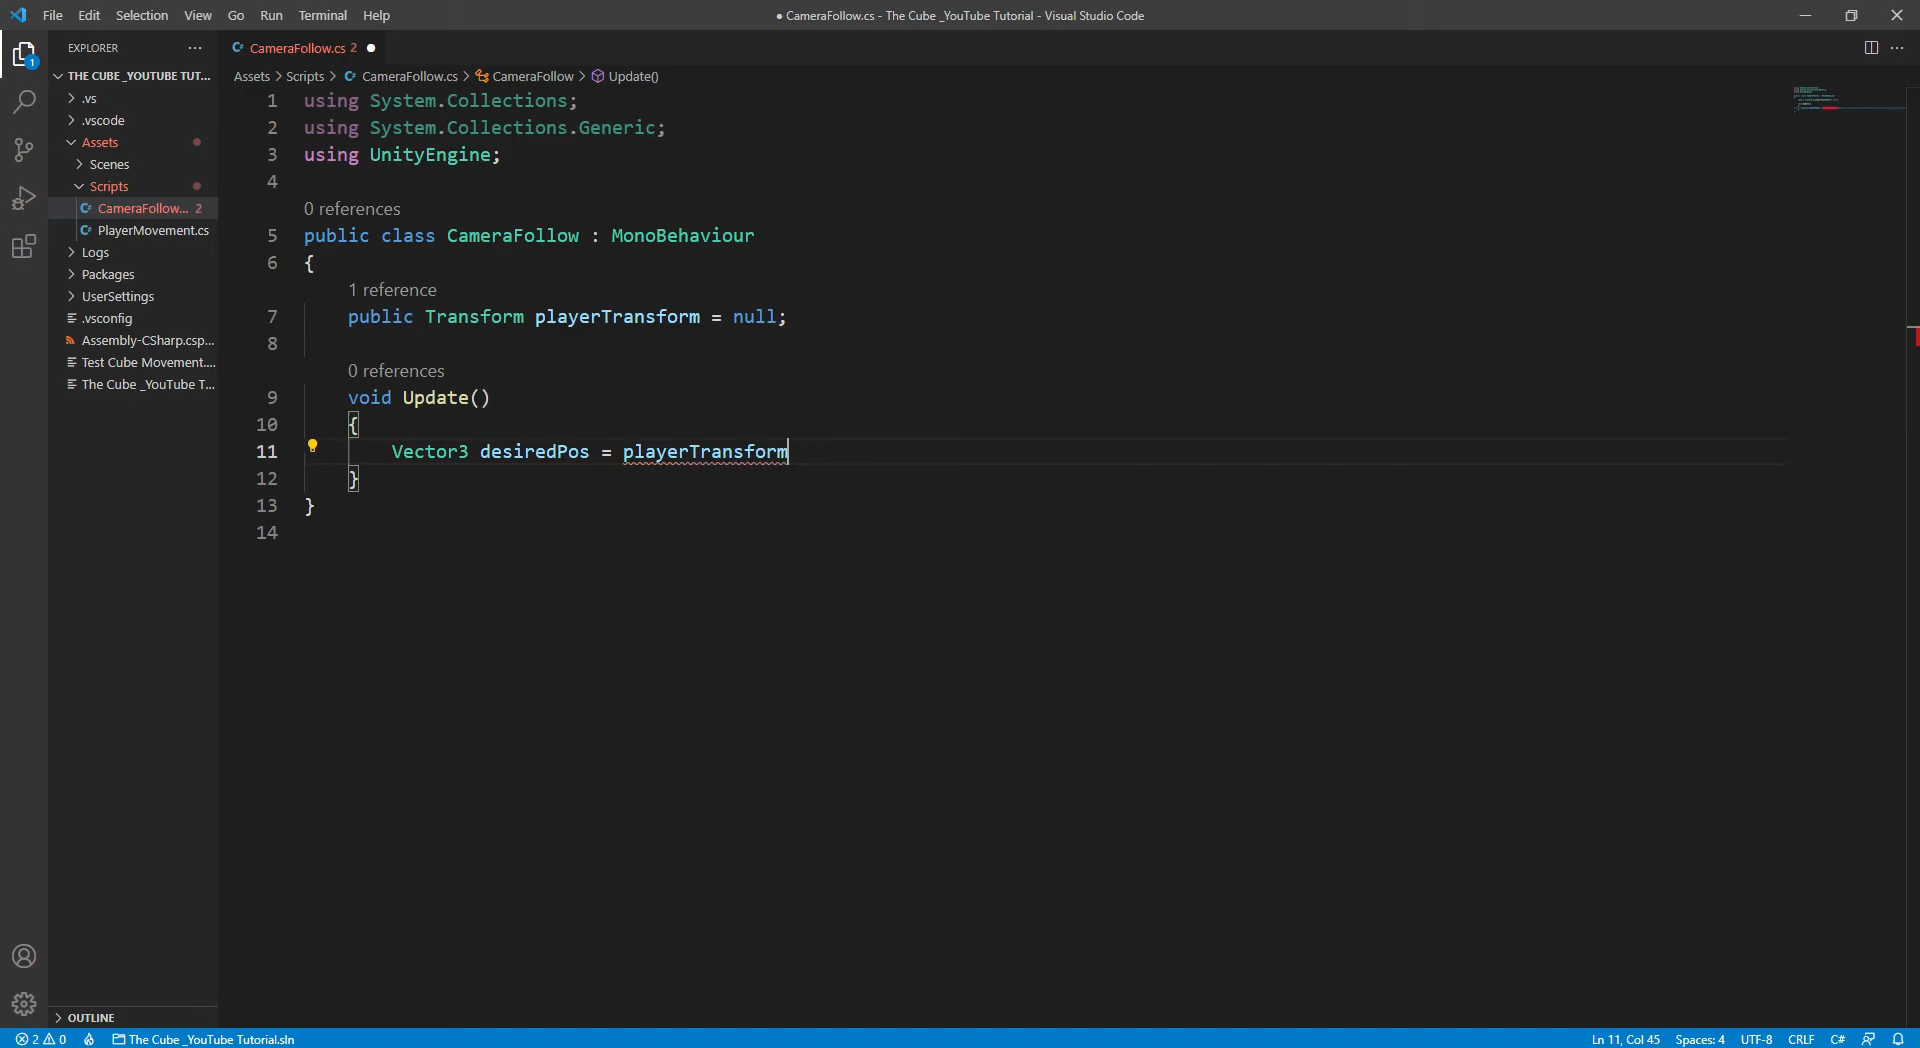 File Edit Selection View Go Run Terminal Help
● CameraFollow.cs - The Cube _YouTube Tutorial - Visual Studio Code
EXPLORER
THE CUBE _YOUTUBE TUT...
.vs
.vscode
Assets
Scenes
Scripts
CameraFollow... 2
PlayerMovement.cs
Logs
Packages
UserSettings
.vsconfig
Assembly-CSharp.csp...
Test Cube Movement....
The Cube _YouTube T...
OUTLINE
1
CameraFollow.cs 2
Assets > Scripts > CameraFollow.cs > CameraFollow > Update()
1 using System.Collections;
2 using System.Collections.Generic;
3 using UnityEngine;
4
0 references
5 public class CameraFollow : MonoBehaviour
6 {
1 reference
7 public Transform playerTransform = null;
8
0 references
9 void Update()
10 {
11 Vector3 desiredPos = playerTransform
12 }
13 }
14
2 0 The Cube _YouTube Tutorial.sln
Ln 11, Col 45 Spaces: 4 UTF-8 CRLF C#